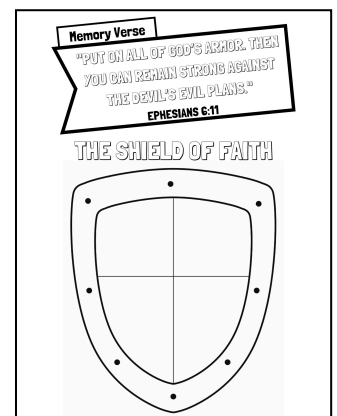 Memory Verse
"PUT ON ALL OF GOD'S ARMOR. THEN
YOU CAN REMAIN STRONG AGAINST
THE DEVIL'S EVIL PLANS."
EPHESIANS 6:11
THE SHIELD OF FAITH